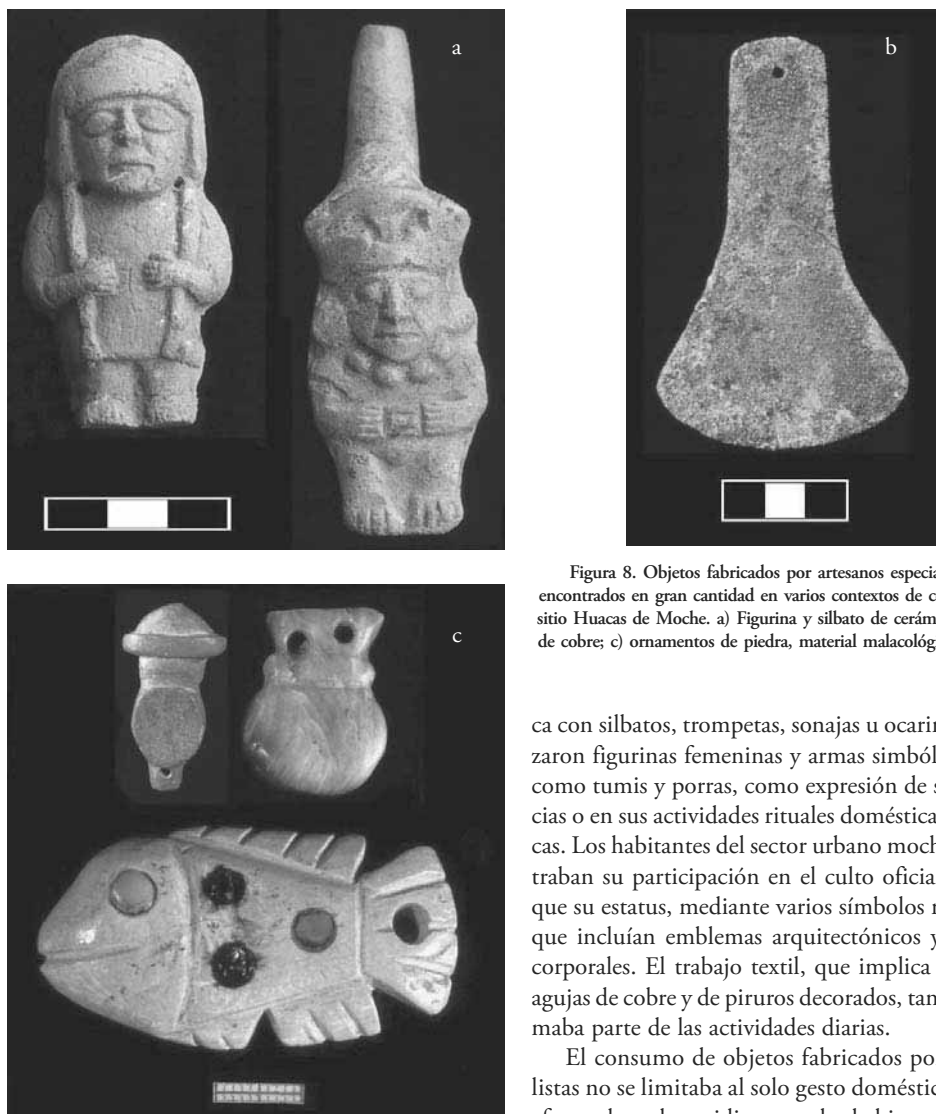 a
b
c
Figura 8. Objetos fabricados por artesanos especia
encontrados en gran cantidad en varios contextos de c
sitio Huacas de Moche. a) Figurina y silbato de cerám
de cobre; c) ornamentos de piedra, material malacológ
ca con silbatos, trompetas, sonajas u ocarin
zaron figurinas femeninas y armas simból
como tumis y porras, como expresión de s
cias o en sus actividades rituales doméstica
cas. Los habitantes del sector urbano moch
traban su participación en el culto oficia
que su estatus, mediante varios símbolos
que incluían emblemas arquitectónicos y
corporales. El trabajo textil, que implica
agujas de cobre y de piruros decorados, tan
maba parte de las actividades diarias.
El consumo de objetos fabricados po
listas no se limitaba al solo gesto doméstic